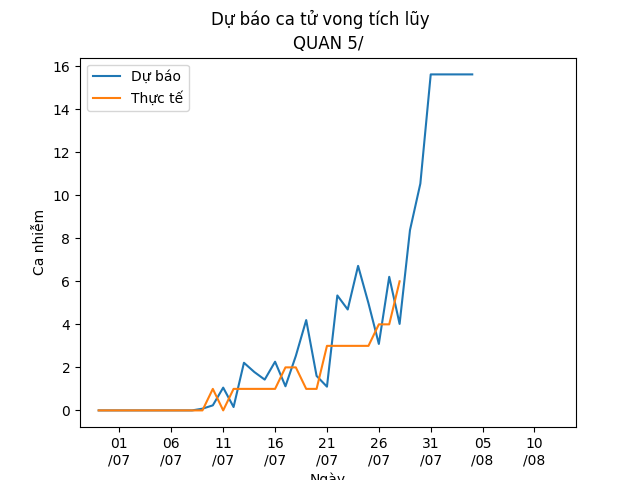 Dự báo ca tử vong tích lũy
QUAN 5/
Dự báo
Thực tế
Ca nhiễm
16
14
12
10
8
6
4
2
0
01 06 11 16 21 26 31 05 10
/07 /07 /07 /07 /07 /07 /07 /08 /08
Ngày